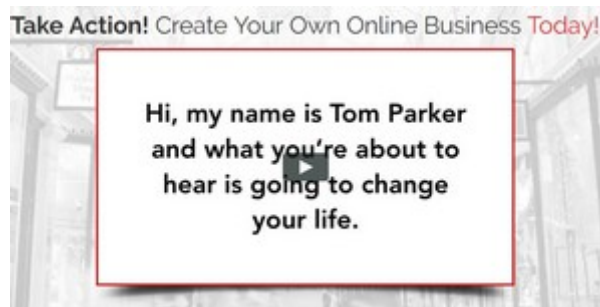 Take Action! Create Your Own Online Business Today!
Hi, my name is Tom Parker
and what you're about to
hear is going to change
your life.